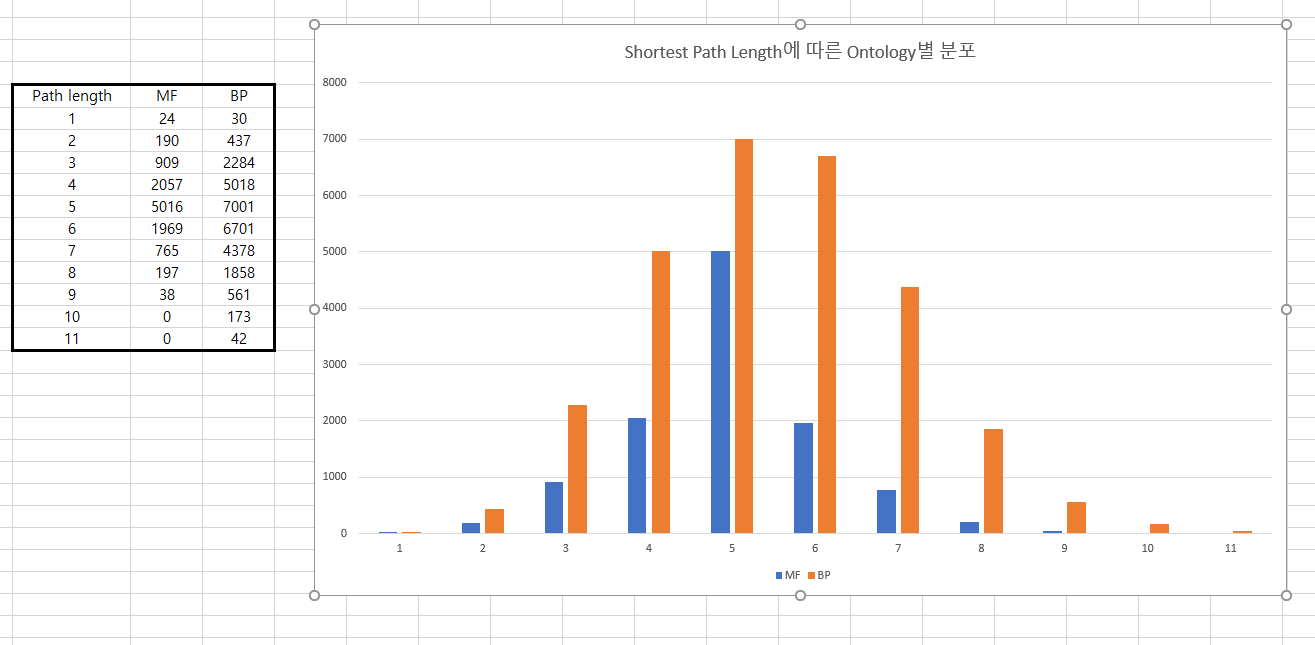 Path length MF BP
1 24 30
2 190 437
3 909 2284
4 2057 5018
5 5016 7001
6 1969 6701
7 765 4378
8 197 1858
9 38 561
10 0 173
11 0 42
Shortest Path Length에 따른 Ontology별 분포
8000
7000
6000
5000
4000
3000
2000
1000
0
1 2 3 4 5 6 7 8 9 10 11
MF BP